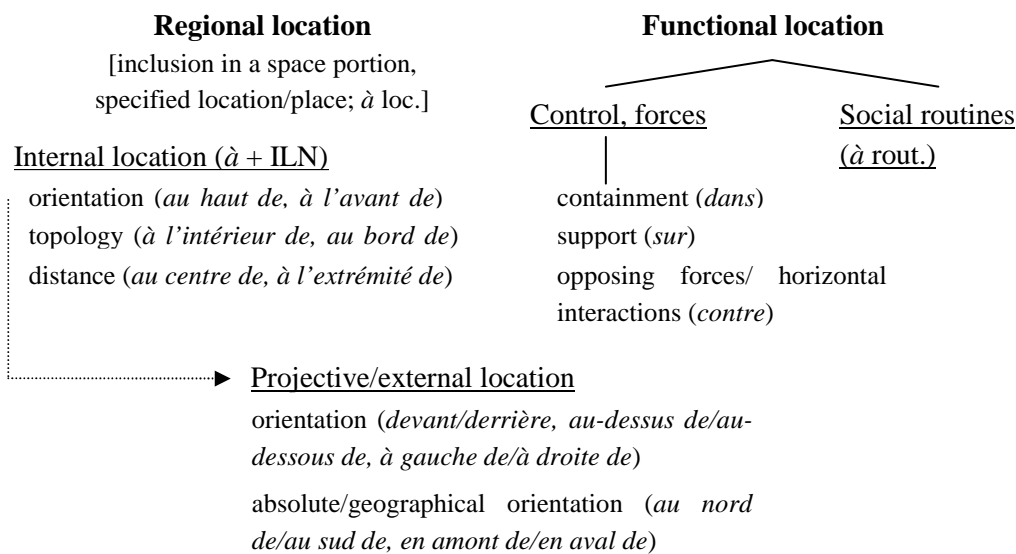 Regional location
[inclusion in a space portion,
specified location/place; à loc.]
Internal location (à + ILN)
orientation (au haut de, à l'avant de)
topology (à l'intérieur de, au bord de)
distance (au centre de, à l'extrémité de)
Functional location
Control, forces
Social routines
(à rout.)
containment (dans)
support (sur)
opposing forces/ horizontal
interactions (contre)
Projective/external location
orientation (devant/derrière, au-dessus de/au-
dessous de, à gauche de/à droite de)
absolute/geographical orientation (au nord
de/au sud de, en amont de/en aval de)